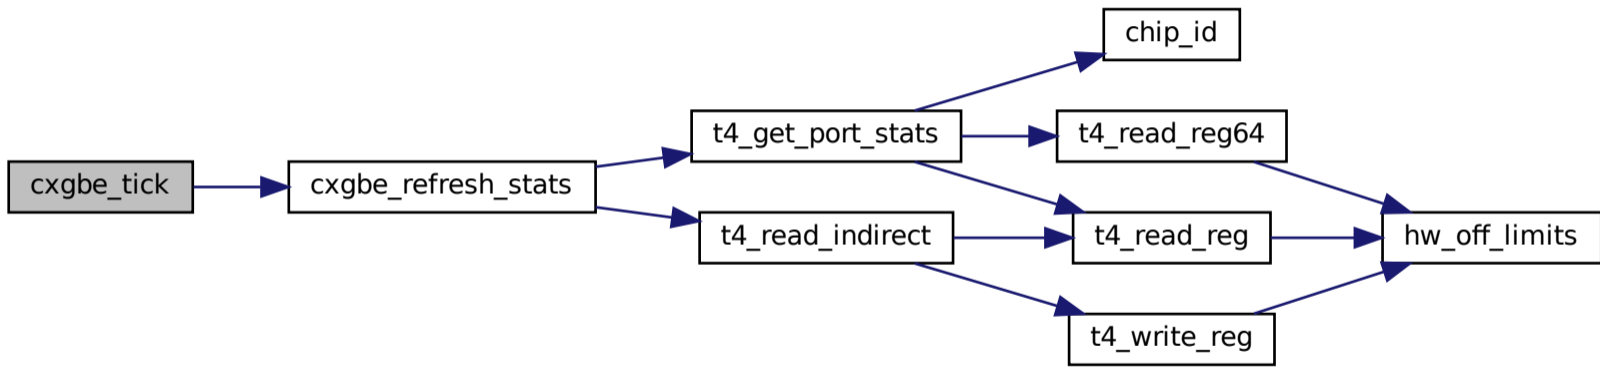 cxgbe_tick
cxgbe_refresh_stats
t4_get_port_stats
t4_read_indirect
chip_id
t4_read_reg64
t4_read_reg
t4_write_reg
hw_off_limits